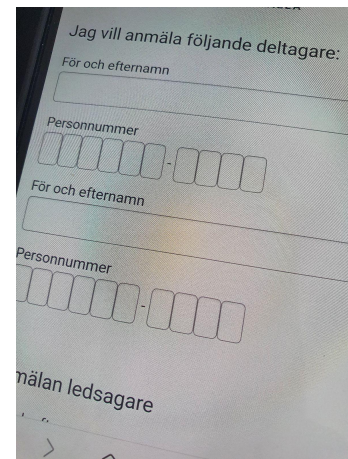 Jag vill anmäla följande deltagare:
För och efternamn
Personnummer
-
För och efternamn
Personnummer
-
mälan ledsagare